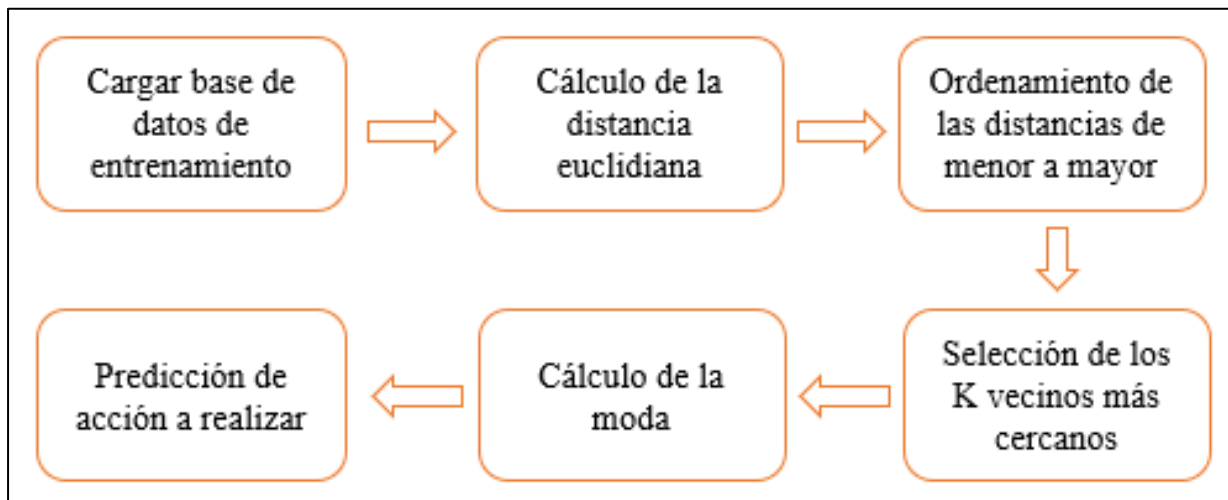 Cargar base de
datos de
entrenamiento
Cálculo de la
distancia
euclidiana
Ordenamiento de
las distancias de
menor a mayor
Selección de los
K vecinos más
cercanos
Cálculo de la
moda
Predicción de
acción a realizar